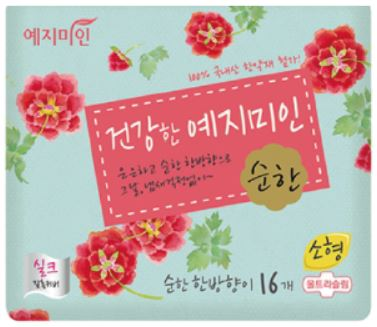 예지미인
100% 국내산 한약재 첨가!
건강한 예지미인
은은하고 순한 한방향으로
그날, 냄새걱정없이~
순한
실크
소형
순한 한방향이 16개
울트라슬림